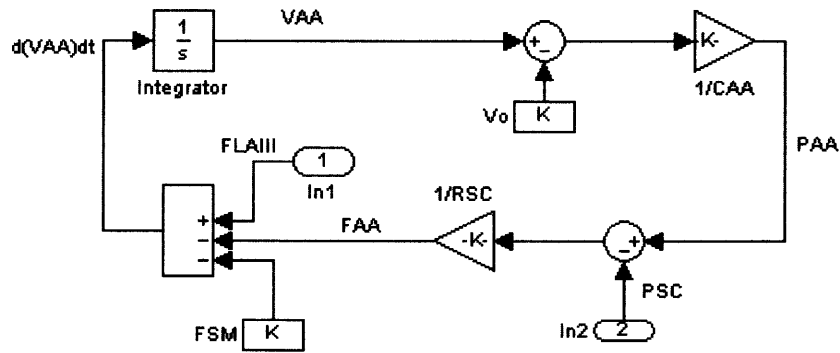 VAA
d(VAA)dt
1
s
+
-
K-
Integrator
1/CAA
Vo
K
PAA
FLAIII
1
In1
1/RSC
+
-
-
FAA
-K-
-
+
PSC
FSM
K
In2
2